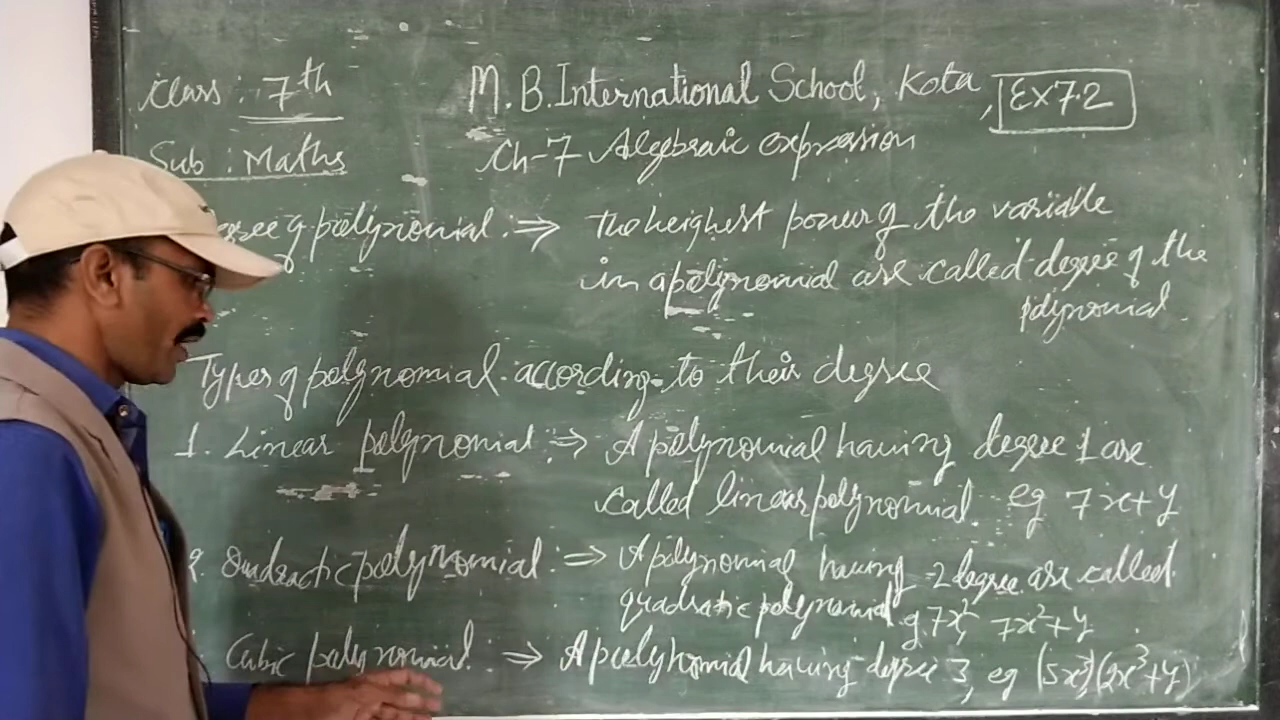 Class : 7th
M.B. International School, Kota, Ex 7.2
Sub : Maths
Ch-7 Algebraic expression
gree of polynomial :⇒ The heighest power of the variable
in a polynomial are called degree of the
polynomial.
Types of polynomial according to their degree
1. Linear polynomial :⇒ A polynomial having degree 1 are
called linear polynomial. eg 7x+y
2. Quadractic polynomial :⇒ A polynomial having 2 degree are called
quadratic polynomial eg. 7x², 7x²+y
Cubic polynomial : ⇒ A polynomial having degree 3, eg (5x³)(2x³+y)